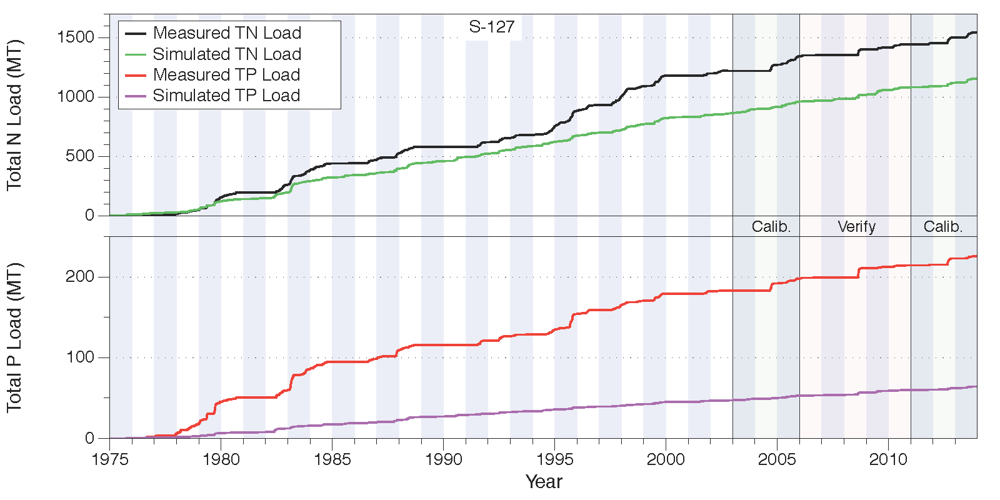 S-127
Measured TN Load
Simulated TN Load
Measured TP Load
Simulated TP Load
Total N Load (MT)
1500
1000
500
0
Calib.
Verify
Calib.
Total P Load (MT)
200
100
0
1975
1980
1985
1990
1995
2000
2005
2010
Year